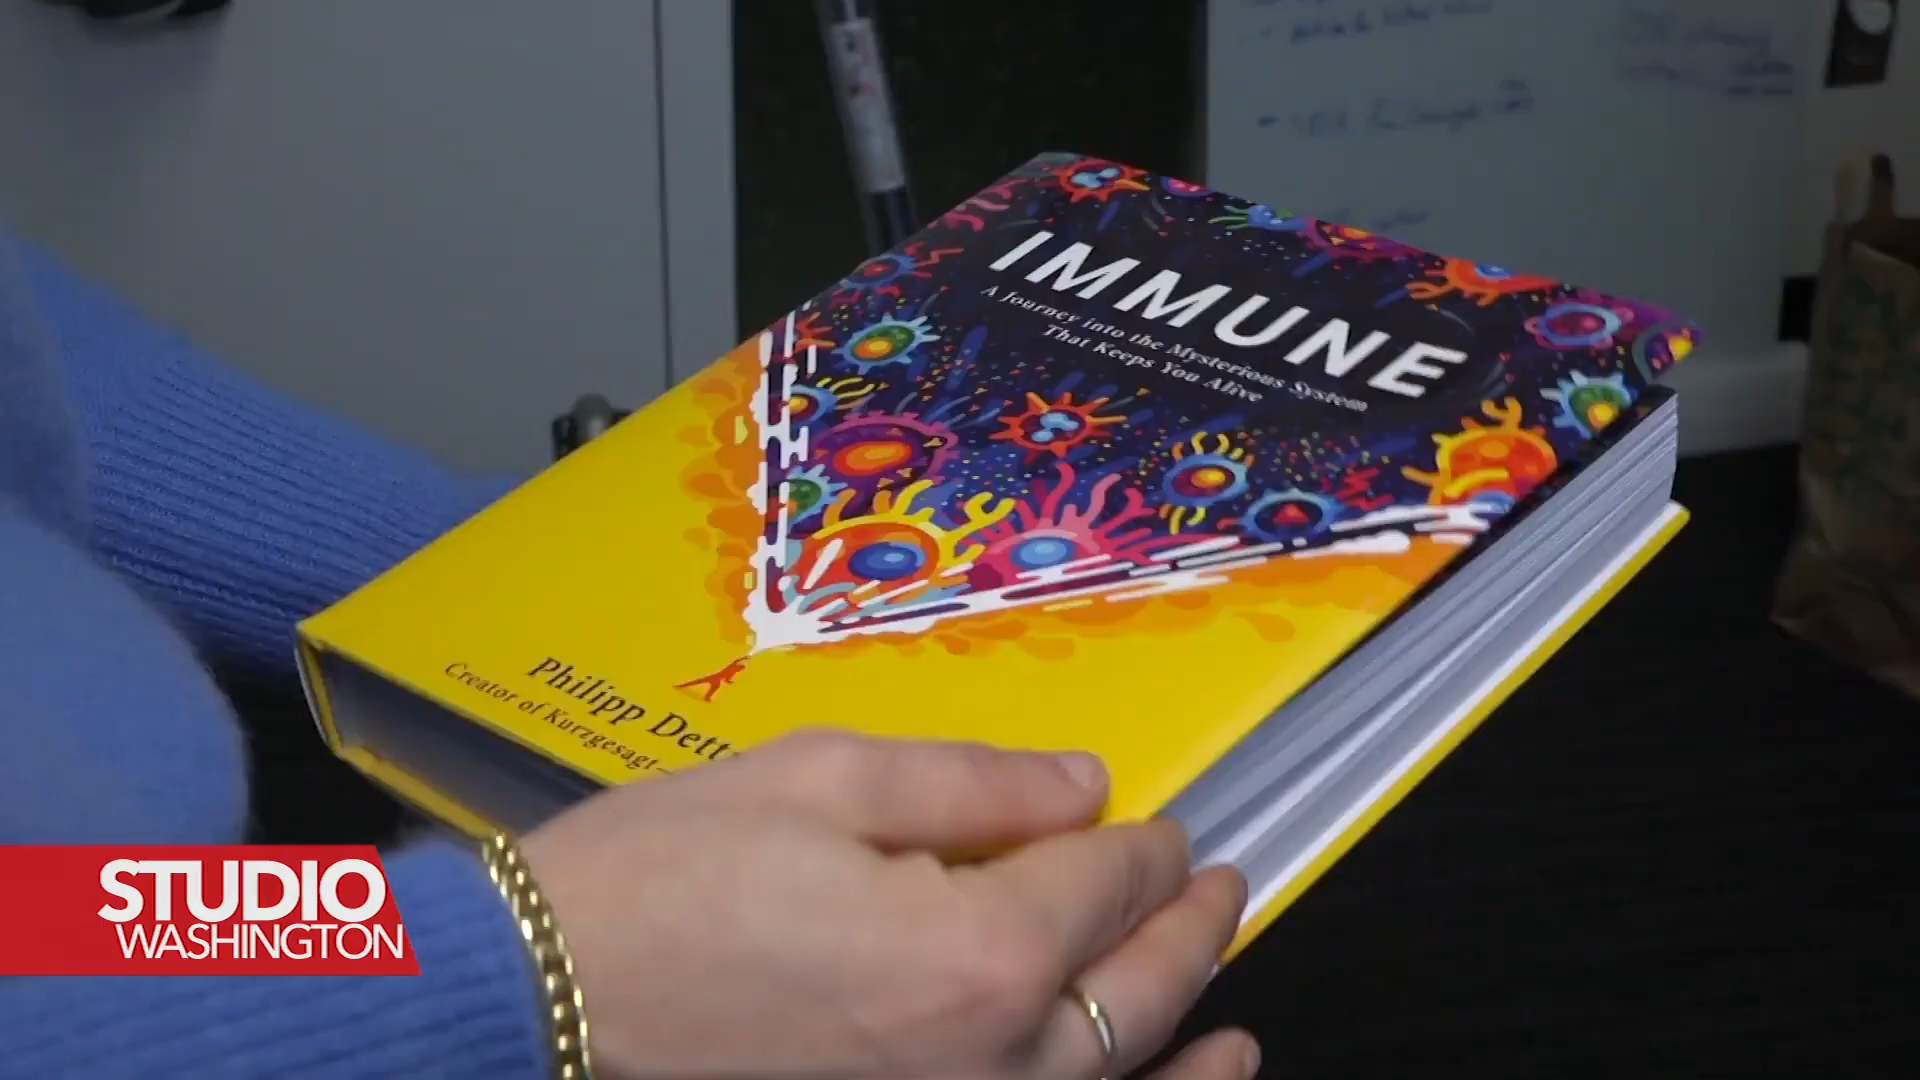 IMMUNE
A Journey into the Mysterious System
That Keeps You Alive
Philipp Dett
Creator of Kurzgesagt—
STUDIO
WASHINGTON